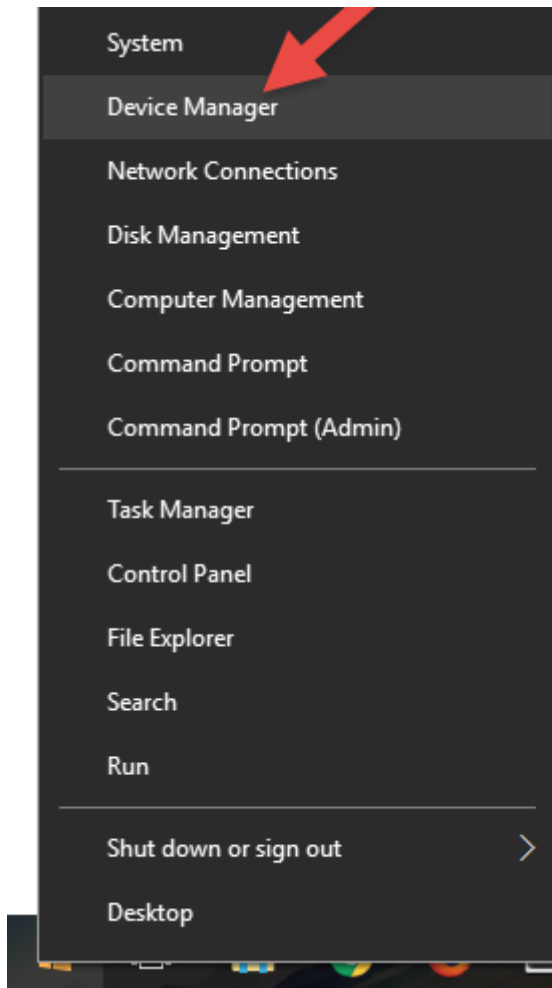 System
Device Manager
Network Connections
Disk Management
Computer Management
Command Prompt
Command Prompt (Admin)
Task Manager
Control Panel
File Explorer
Search
Run
Shut down or sign out
Desktop